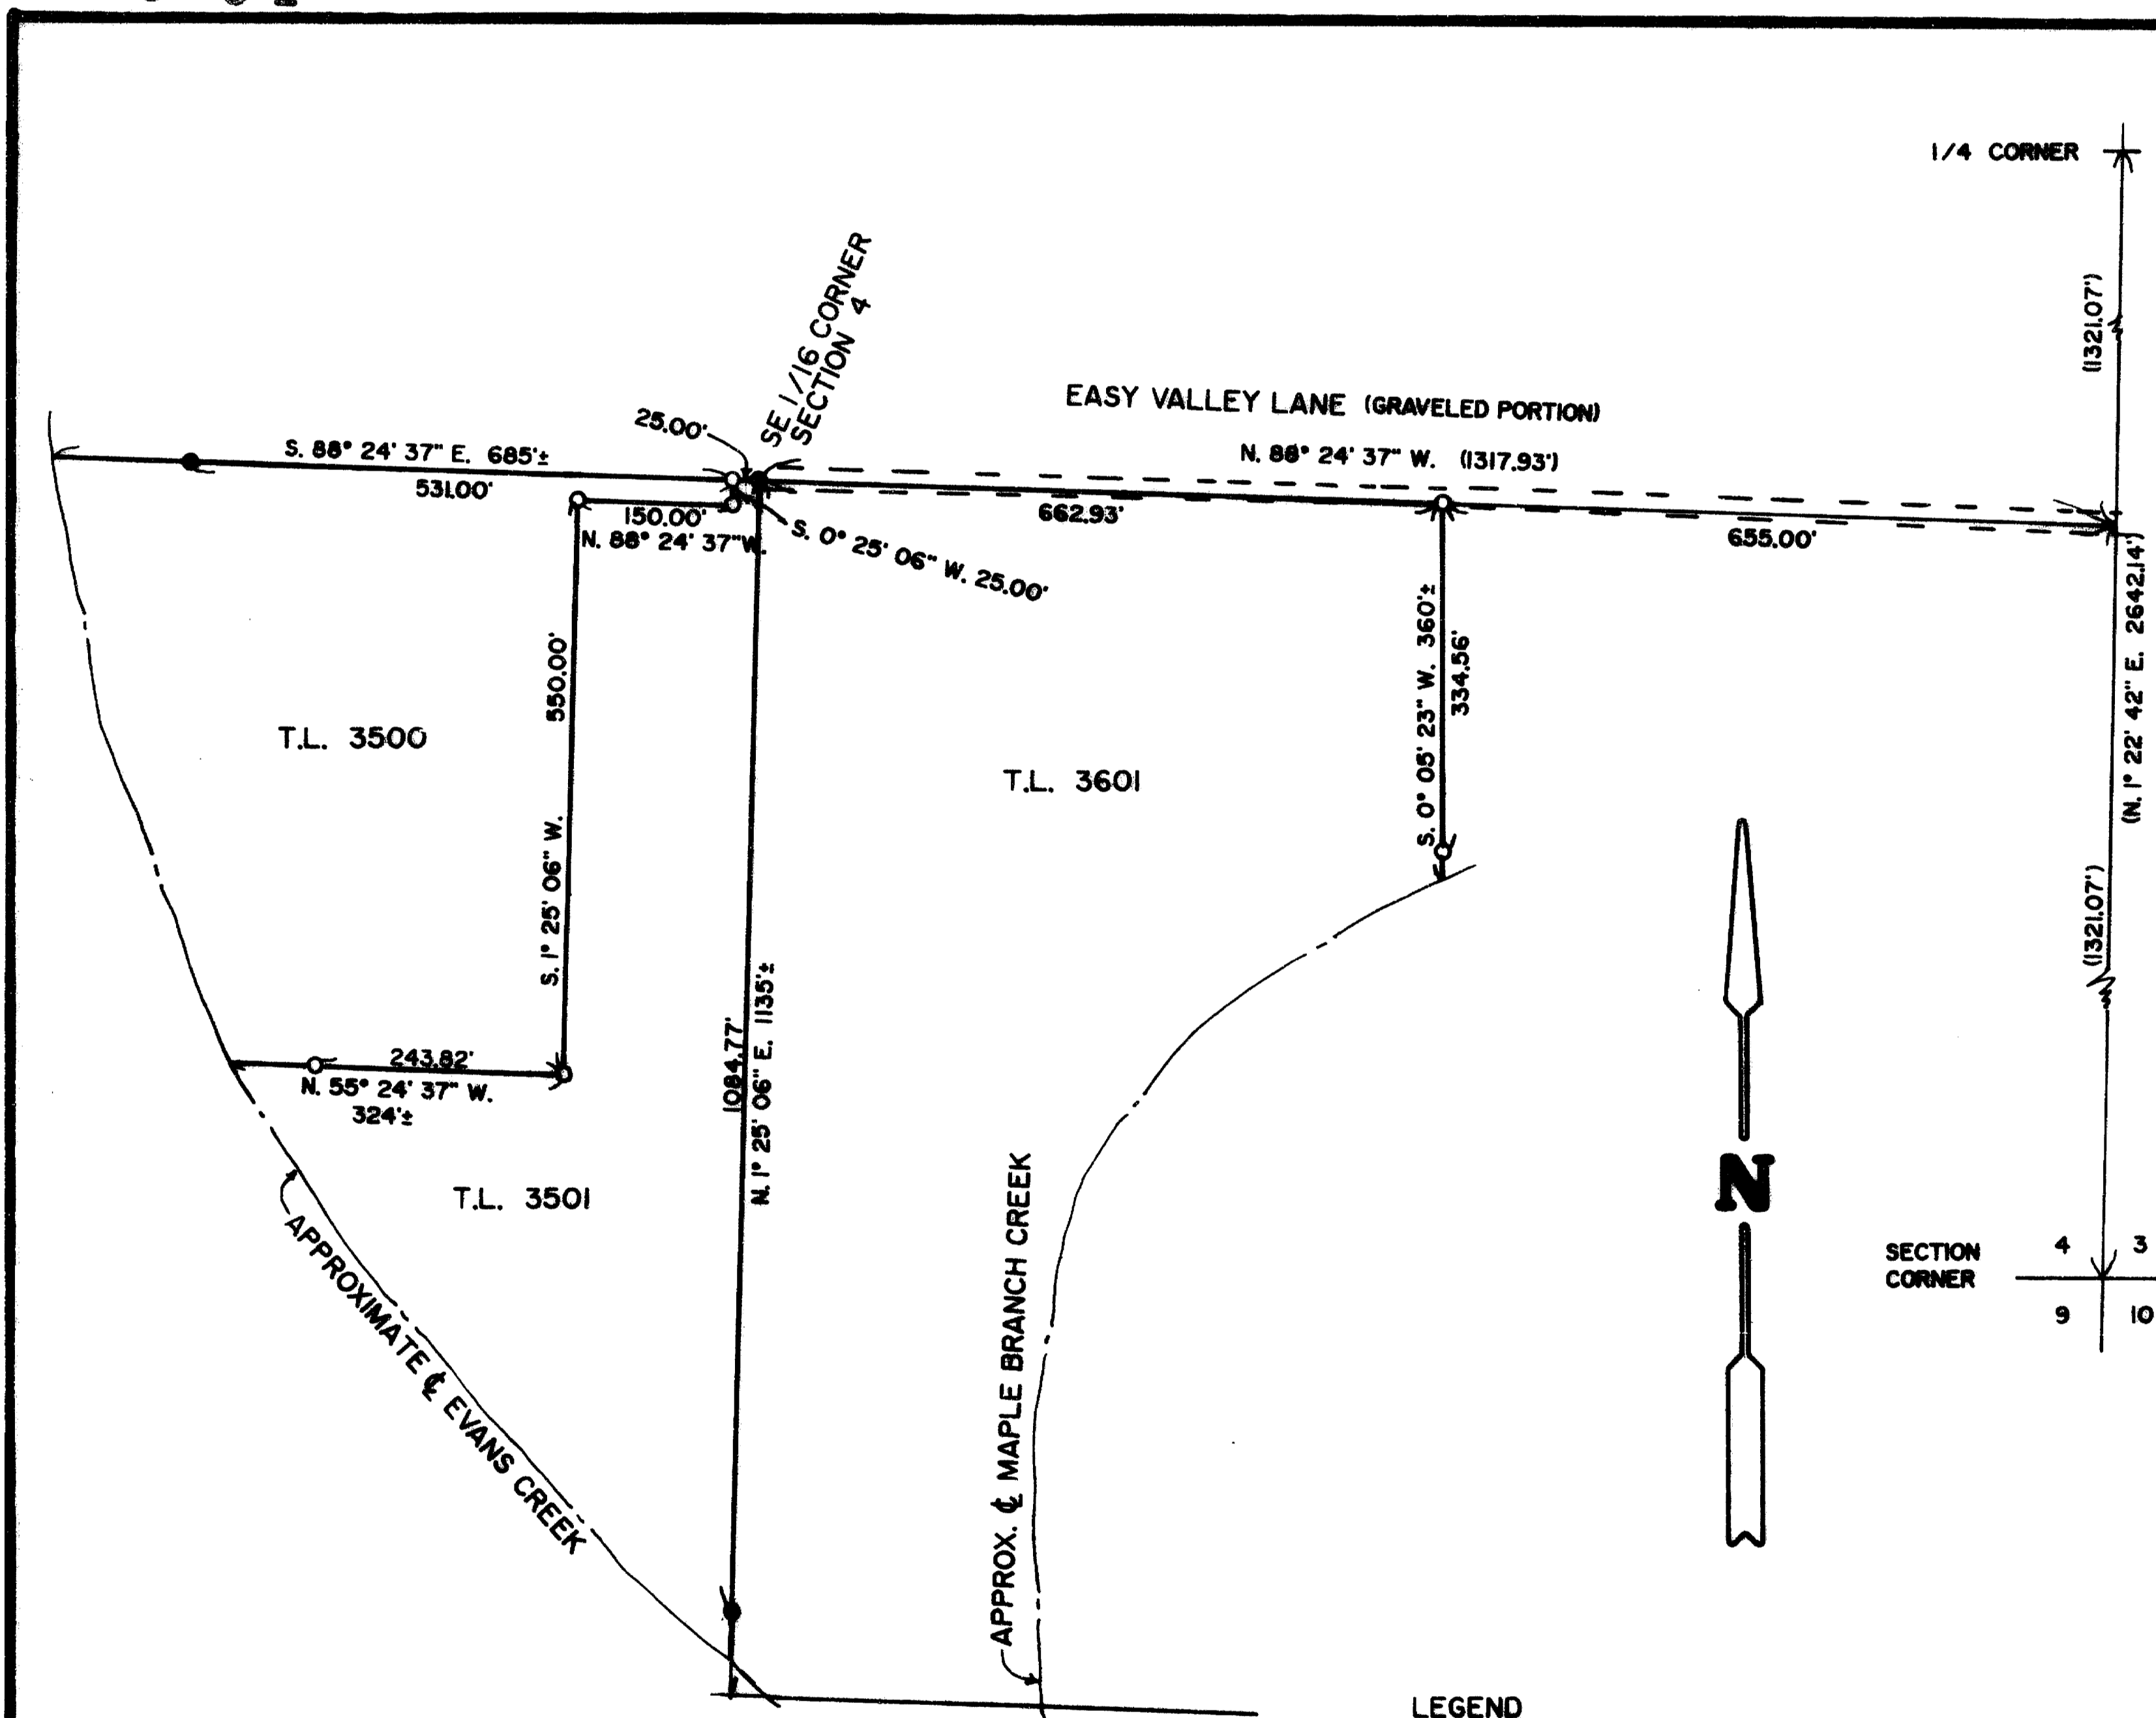 1/4 CORNER
(1321.07')
SE 1/16 CORNER
SECTION 4
25.00'
EASY VALLEY LANE (GRAVELED PORTION)
N. 88° 24' 37" W. (1317.93')
S. 88° 24' 37" E. 685'±
531.00'
150.00'
N. 88° 24' 37" W.
S. 0° 25' 06" W. 25.00'
662.93'
655.00'
(N. 1° 22' 42" E. 2642.14')
550.00'
S. 1° 25' 06" W.
S. 0° 05' 23" W. 360'±
334.56'
T.L. 3500
T.L. 3601
(1321.07')
1084.77'
N. 1° 25' 06" E. 1135'±
243.82'
N. 55° 24' 37" W.
324'±
T.L. 3501
APPROXIMATE ℄ EVANS CREEK
APPROX. ℄ MAPLE BRANCH CREEK
N
SECTION
CORNER
4 3
9 10
LEGEND